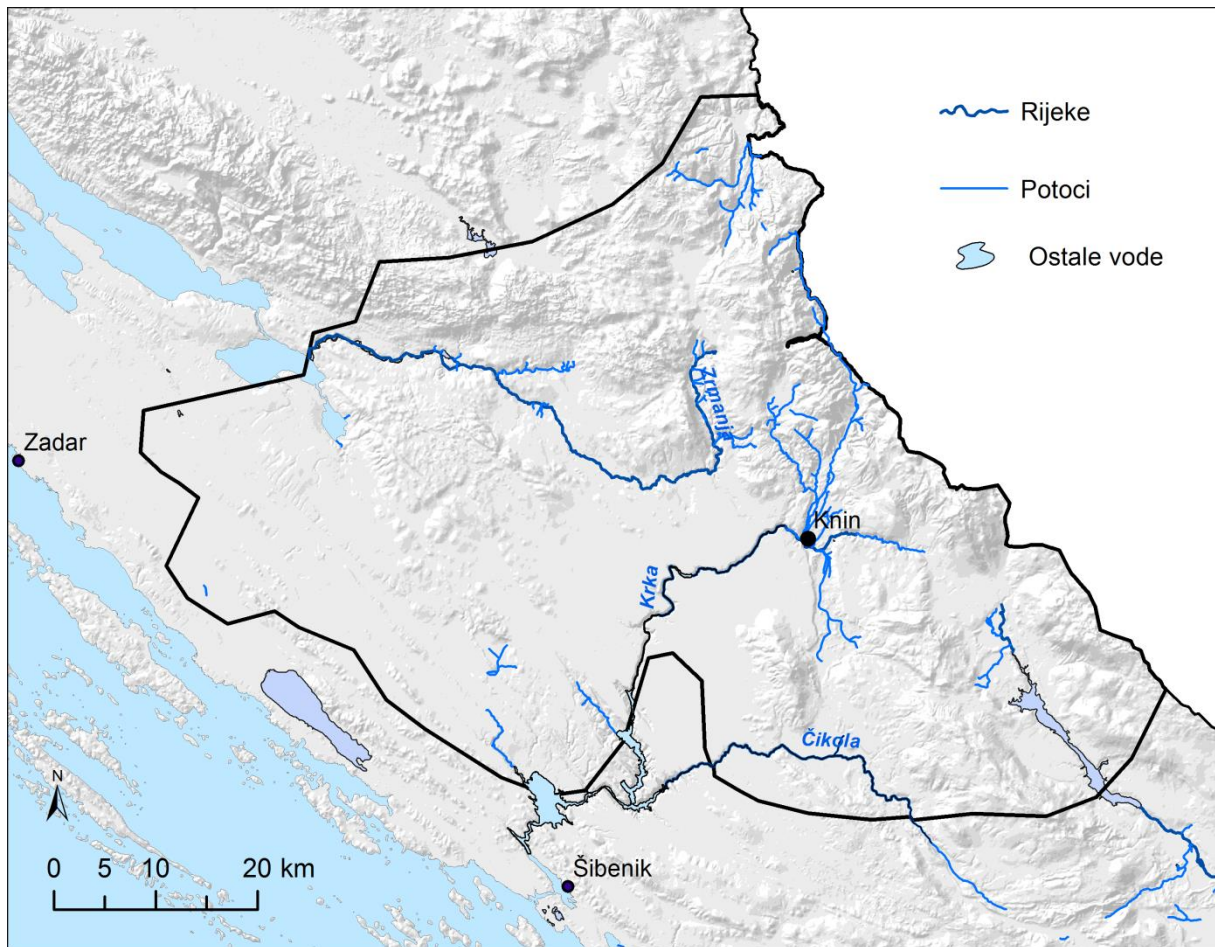 Rijeke
Potoci
Ostale vode
Zrmanja
Zadar
Knin
Krka
Čikola
N
0 5 10 20 km
Šibenik